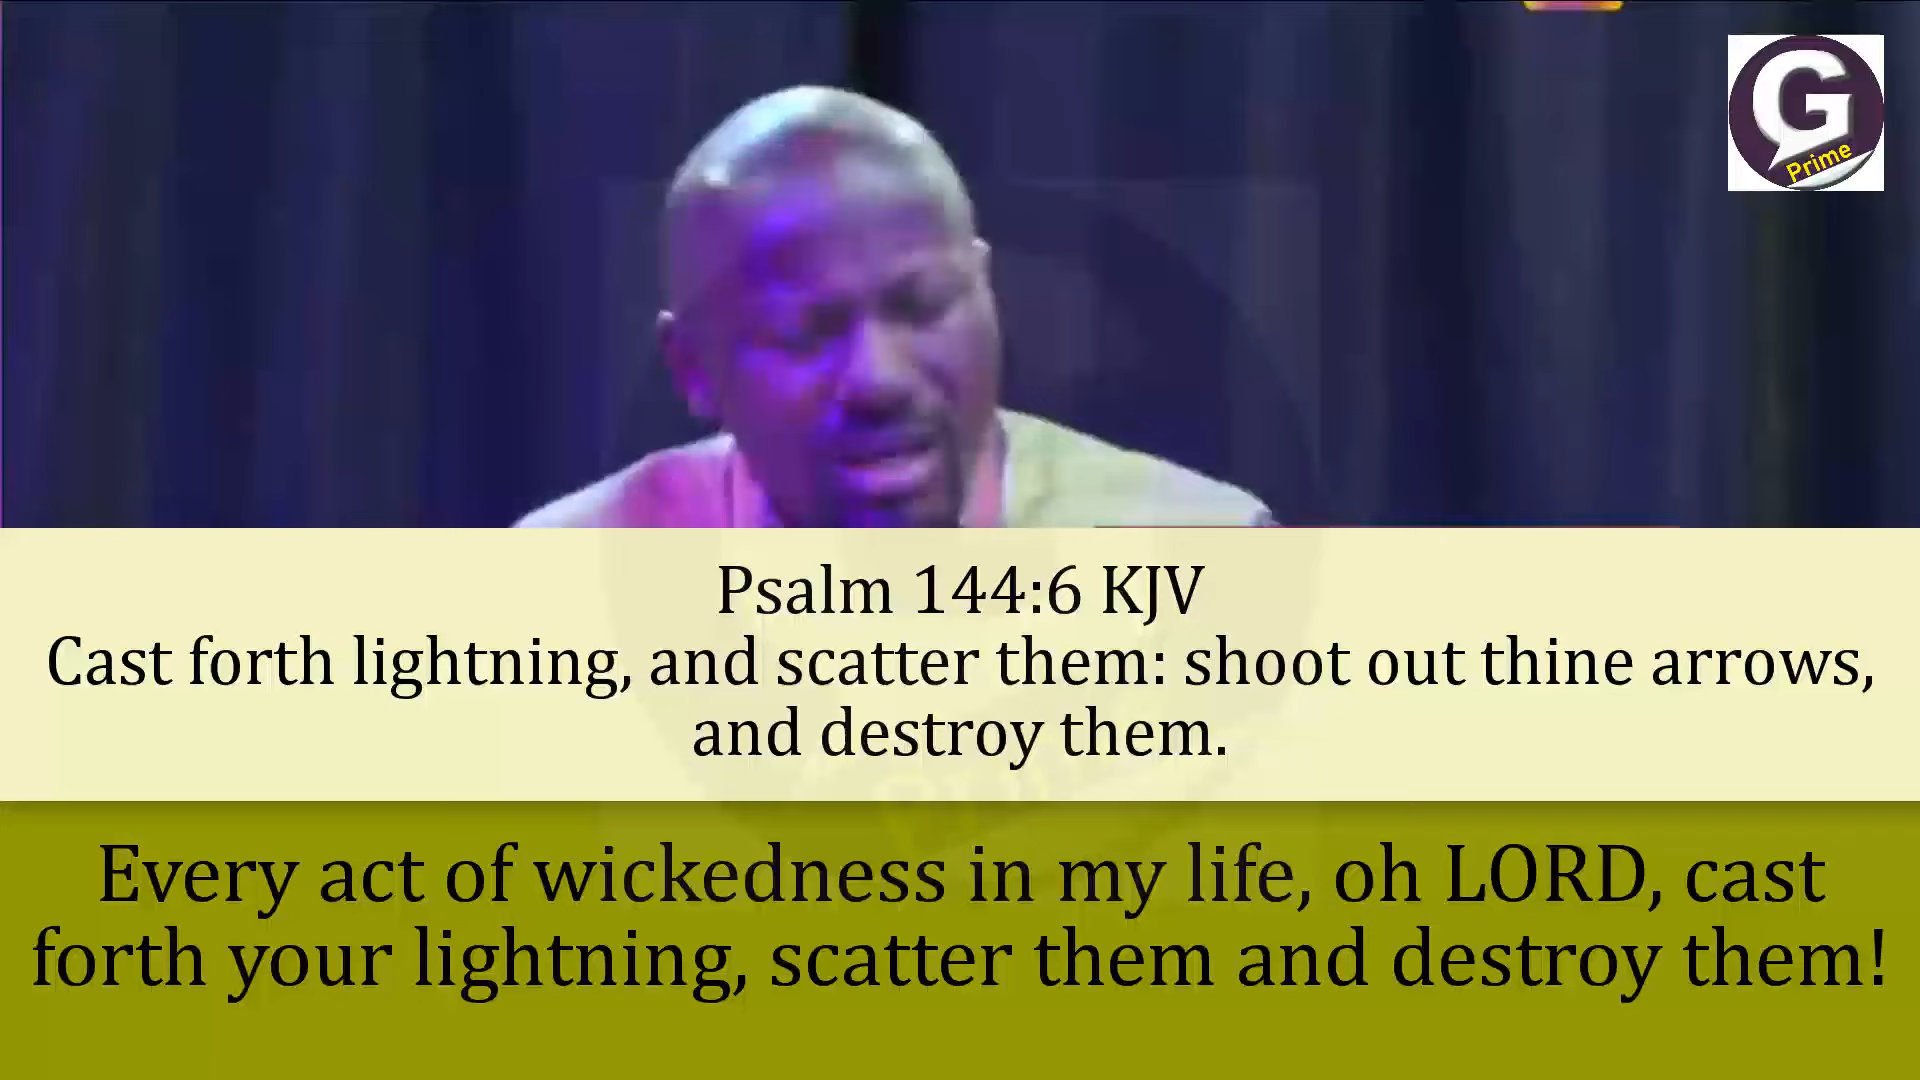 G
Prime
Psalm 144:6 KJV
Cast forth lightning, and scatter them: shoot out thine arrows,
and destroy them.
Every act of wickedness in my life, oh LORD, cast
forth your lightning, scatter them and destroy them!